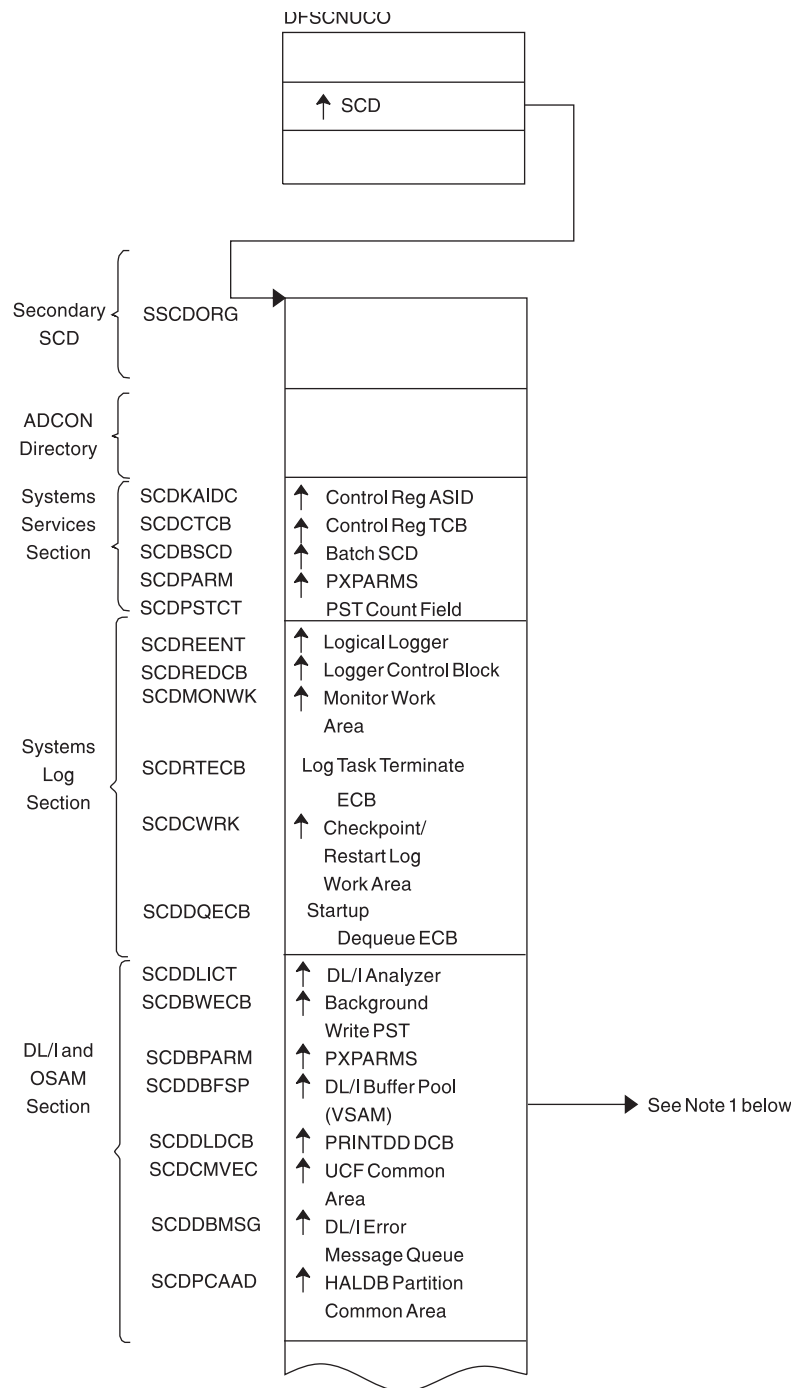 DFSCNUCO
↑ SCD
Secondary
SCD
SSCDORG
ADCON
Directory
Systems
Services
Section
SCDKAIDC ↑ Control Reg ASID
SCDCTCB ↑ Control Reg TCB
SCDBSCD ↑ Batch SCD
SCDPARM ↑ PXPARMS
SCDPSTCT PST Count Field
Systems
Log
Section
SCDREENT ↑ Logical Logger
SCDREDCB ↑ Logger Control Block
SCDMONWK ↑ Monitor Work
Area
SCDRTECB Log Task Terminate
ECB
SCDCWRK ↑ Checkpoint/
Restart Log
Work Area
SCDDQECB Startup
Dequeue ECB
DL/I and
OSAM
Section
SCDDLICT ↑ DL/I Analyzer
SCDBWECB ↑ Background
Write PST
SCDBPARM ↑ PXPARMS
SCDDBFSP ↑ DL/I Buffer Pool
(VSAM)
See Note 1 below
SCDDLDCB ↑ PRINTDD DCB
SCDCMVEC ↑ UCF Common
Area
SCDDBMSG ↑ DL/I Error
Message Queue
SCDPCAAD ↑ HALDB Partition
Common Area